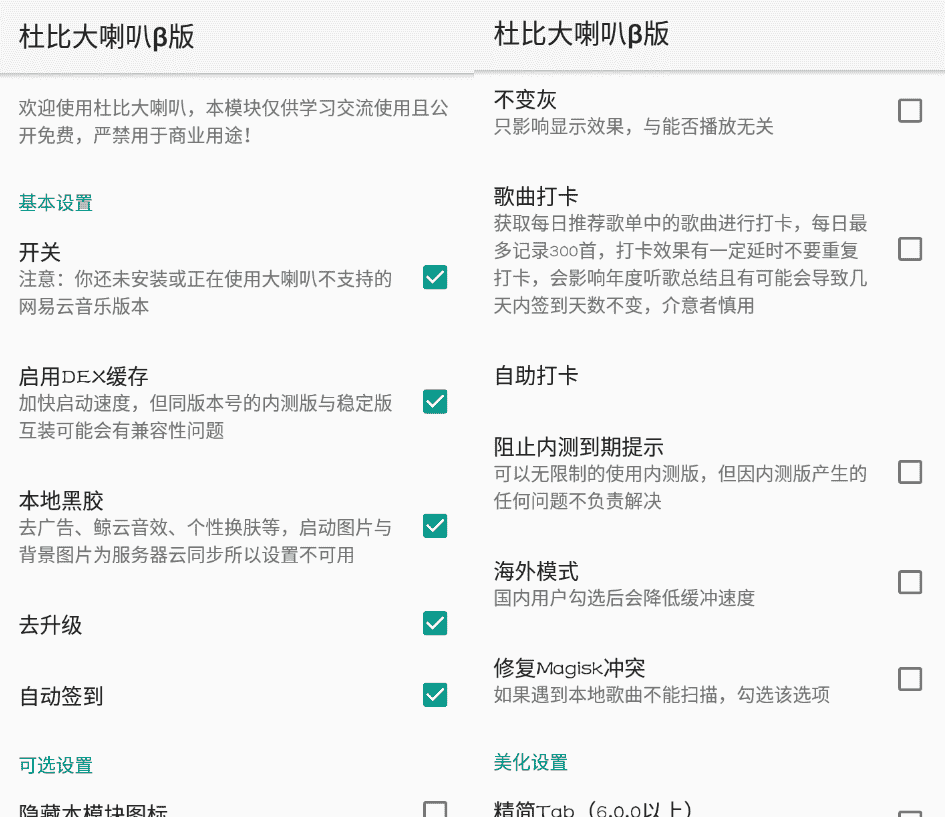 杜比大喇叭β版
欢迎使用杜比大喇叭，本模块仅供学习交流使用且公
开免费，严禁用于商业用途！
基本设置
开关
注意：你还未安装或正在使用大喇叭不支持的
网易云音乐版本
启用DEX缓存
加快启动速度，但同版本号的内测版与稳定版
互装可能会有兼容性问题
本地黑胶
去广告、鲸云音效、个性换肤等，启动图片与
背景图片为服务器云同步所以设置不可用
去升级
自动签到
可选设置
隐藏本模块图标
杜比大喇叭β版
不变灰
只影响显示效果，与能否播放无关
歌曲打卡
获取每日推荐歌单中的歌曲进行打卡，每日最
多记录300首，打卡效果有一定延时不要重复
打卡，会影响年度听歌总结且有可能会导致几
天内签到天数不变，介意者慎用
自助打卡
阻止内测到期提示
可以无限制的使用内测版，但因内测版产生的
任何问题不负责解决
海外模式
国内用户勾选后会降低缓冲速度
修复Magisk冲突
如果遇到本地歌曲不能扫描，勾选该选项
美化设置
精简Tab（6.0.0以上）